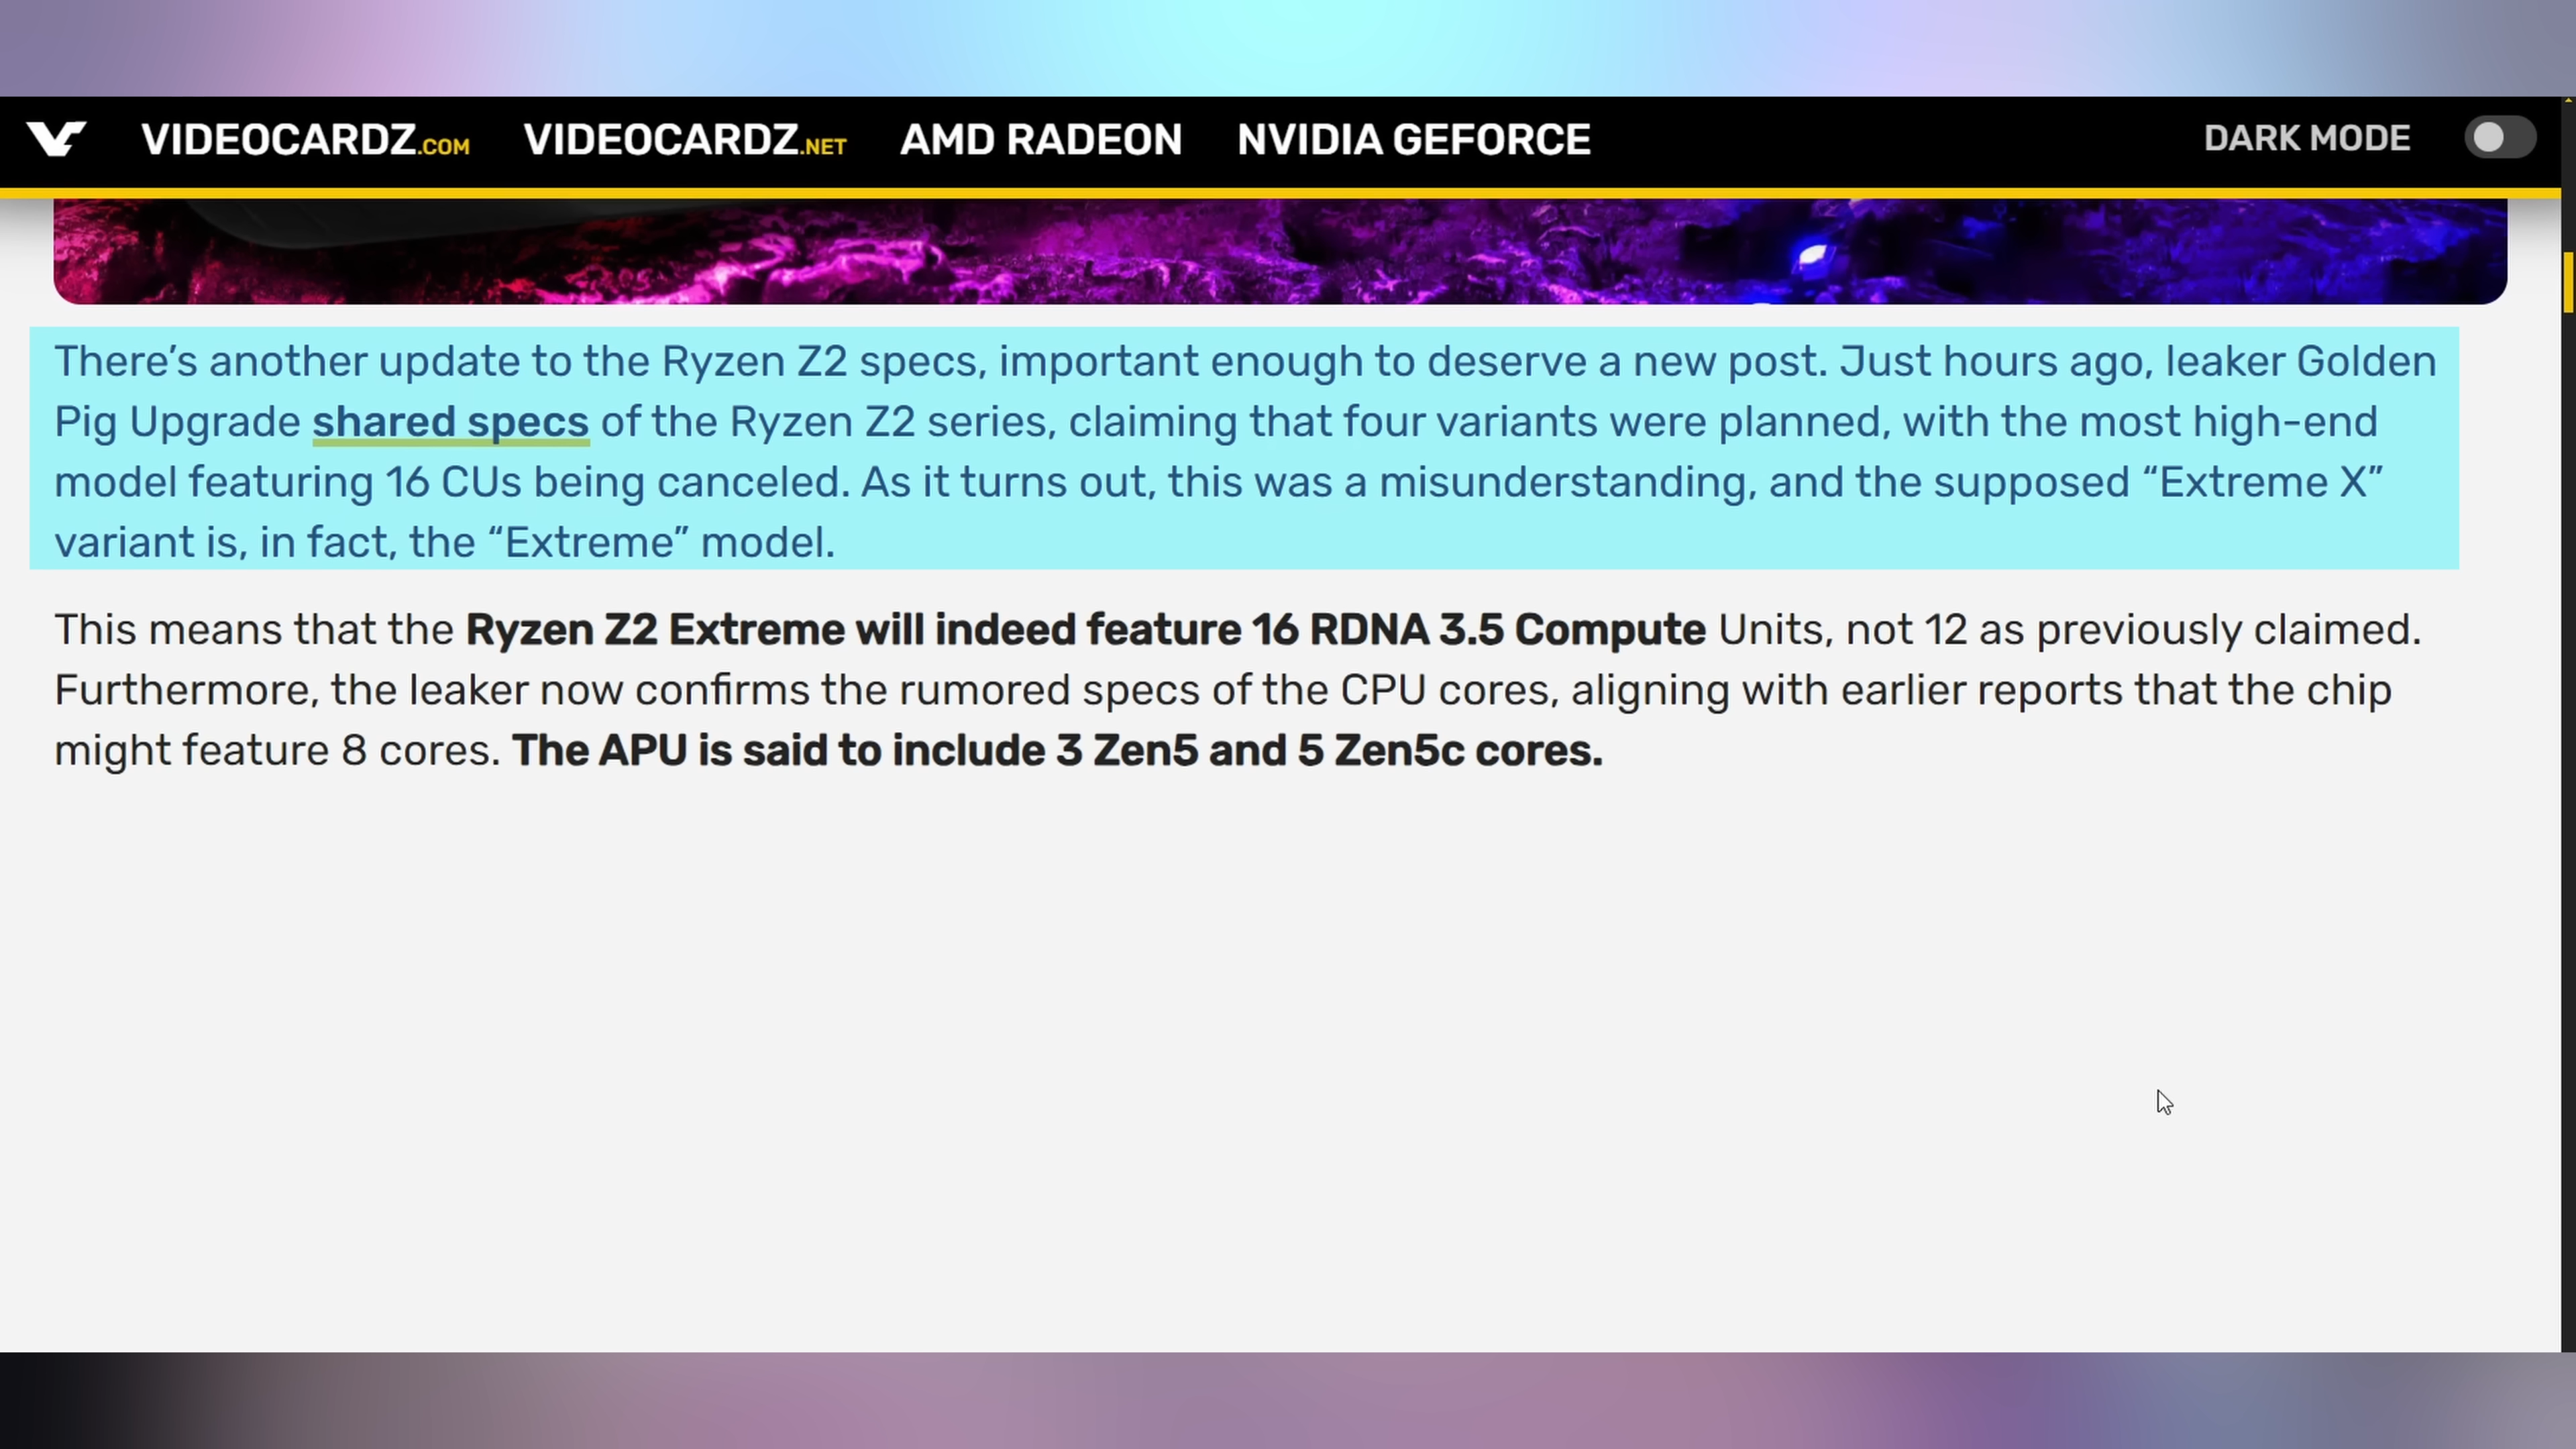 VIDEOCARDZ.COM VIDEOCARDZ.NET AMD RADEON NVIDIA GEFORCE DARK MODE
There’s another update to the Ryzen Z2 specs, important enough to deserve a new post. Just hours ago, leaker Golden
Pig Upgrade shared specs of the Ryzen Z2 series, claiming that four variants were planned, with the most high-end
model featuring 16 CUs being canceled. As it turns out, this was a misunderstanding, and the supposed “Extreme X”
variant is, in fact, the “Extreme” model.
This means that the Ryzen Z2 Extreme will indeed feature 16 RDNA 3.5 Compute Units, not 12 as previously claimed.
Furthermore, the leaker now confirms the rumored specs of the CPU cores, aligning with earlier reports that the chip
might feature 8 cores. The APU is said to include 3 Zen5 and 5 Zen5c cores.